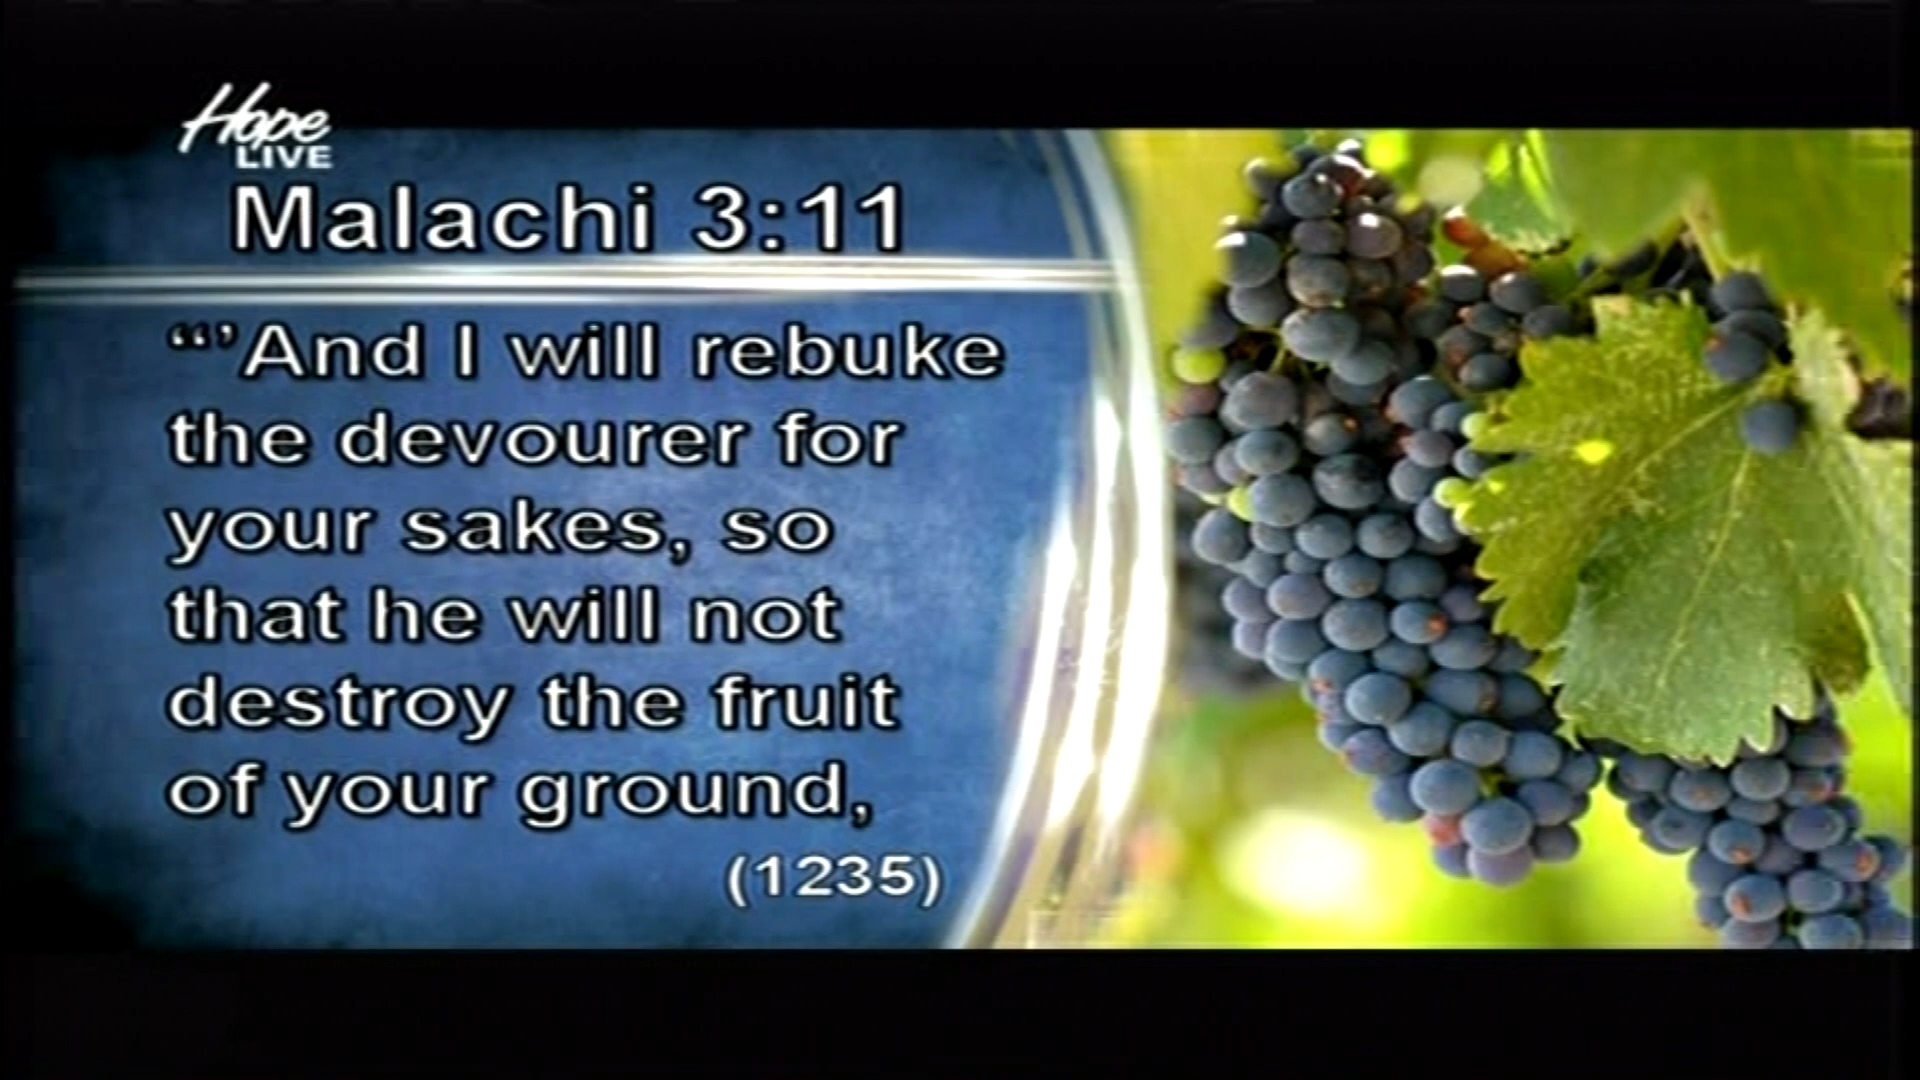 Hope
LIVE
Malachi 3:11
“’And I will rebuke
the devourer for
your sakes, so
that he will not
destroy the fruit
of your ground,
(1235)